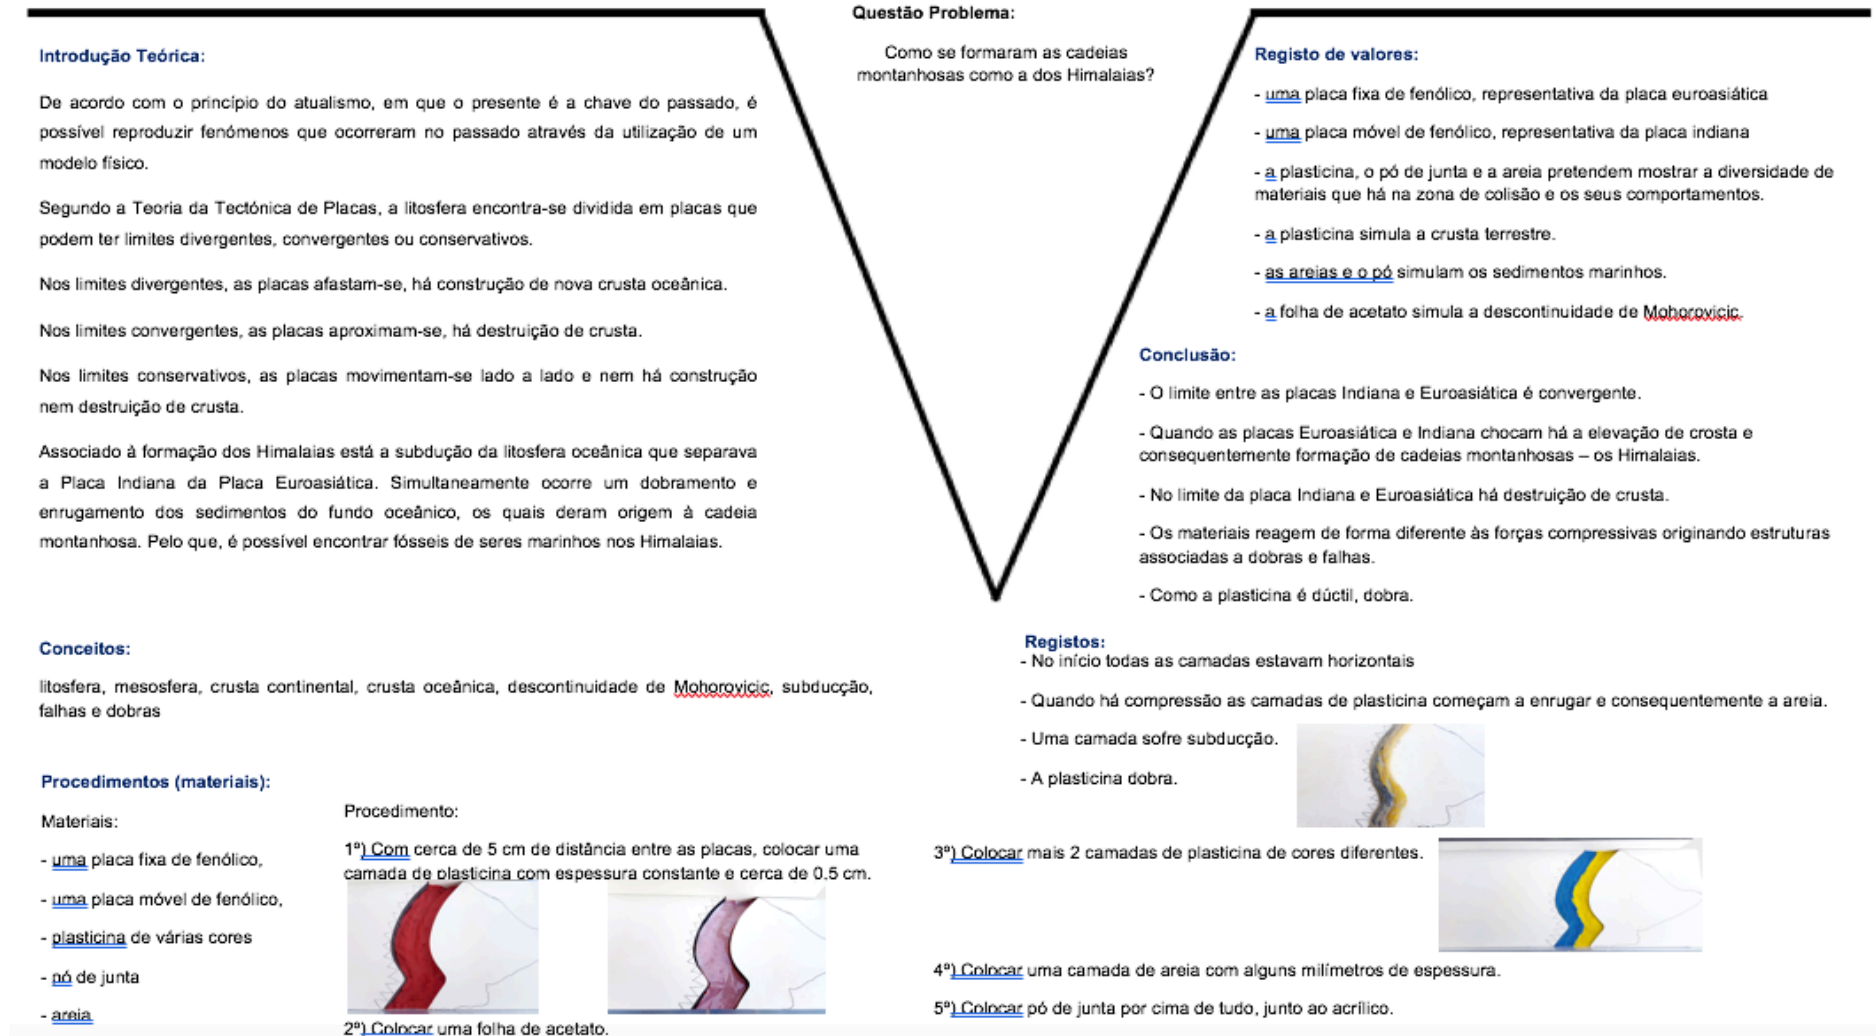 Questão Problema:
Como se formaram as cadeias
montanhosas como a dos Himalaias?
Introdução Teórica:
De acordo com o princípio do atualismo, em que o presente é a chave do passado, é
possível reproduzir fenómenos que ocorreram no passado através da utilização de um
modelo físico.
Segundo a Teoria da Tectónica de Placas, a litosfera encontra-se dividida em placas que
podem ter limites divergentes, convergentes ou conservativos.
Nos limites divergentes, as placas afastam-se, há construção de nova crusta oceânica.
Nos limites convergentes, as placas aproximam-se, há destruição de crusta.
Nos limites conservativos, as placas movimentam-se lado a lado e nem há construção
nem destruição de crusta.
Associado à formação dos Himalaias está a subdução da litosfera oceânica que separava
a Placa Indiana da Placa Euroasiática. Simultaneamente ocorre um dobramento e
enrugamento dos sedimentos do fundo oceânico, os quais deram origem à cadeia
montanhosa. Pelo que, é possível encontrar fósseis de seres marinhos nos Himalaias.
Conceitos:
litosfera, mesosfera, crusta continental, crusta oceânica, descontinuidade de Mohorovicic, subducção,
falhas e dobras
Procedimentos (materiais):
Materiais:
- uma placa fixa de fenólico,
- uma placa móvel de fenólico,
- plasticina de várias cores
- pó de junta
- areia
Procedimento:
1º) Com cerca de 5 cm de distância entre as placas, colocar uma
camada de plasticina com espessura constante e cerca de 0.5 cm.
2º) Colocar uma folha de acetato.
Registo de valores:
- uma placa fixa de fenólico, representativa da placa euroasiática
- uma placa móvel de fenólico, representativa da placa indiana
- a plasticina, o pó de junta e a areia pretendem mostrar a diversidade de
materiais que há na zona de colisão e os seus comportamentos.
- a plasticina simula a crusta terrestre.
- as areias e o pó simulam os sedimentos marinhos.
- a folha de acetato simula a descontinuidade de Mohorovicic.
Conclusão:
- O limite entre as placas Indiana e Euroasiática é convergente.
- Quando as placas Euroasiática e Indiana chocam há a elevação de crosta e
consequentemente formação de cadeias montanhosas – os Himalaias.
- No limite da placa Indiana e Euroasiática há destruição de crusta.
- Os materiais reagem de forma diferente às forças compressivas originando estruturas
associadas a dobras e falhas.
- Como a plasticina é dúctil, dobra.
Registos:
- No início todas as camadas estavam horizontais
- Quando há compressão as camadas de plasticina começam a enrugar e consequentemente a areia.
- Uma camada sofre subducção.
- A plasticina dobra.
3º) Colocar mais 2 camadas de plasticina de cores diferentes.
4º) Colocar uma camada de areia com alguns milímetros de espessura.
5º) Colocar pó de junta por cima de tudo, junto ao acrílico.